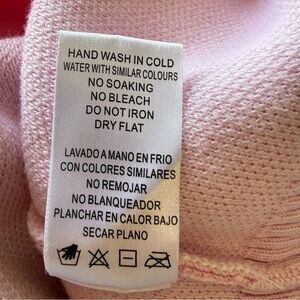 HAND WASH IN COLD
WATER WITH SIMILAR COLOURS
NO SOAKING
NO BLEACH
DO NOT IRON
DRY FLAT
LAVADO A MANO EN FRIO
CON COLORES SIMILARES
NO REMOJAR
NO BLANQUEADOR
PLANCHAR EN CALOR BAJO
SECAR PLANO